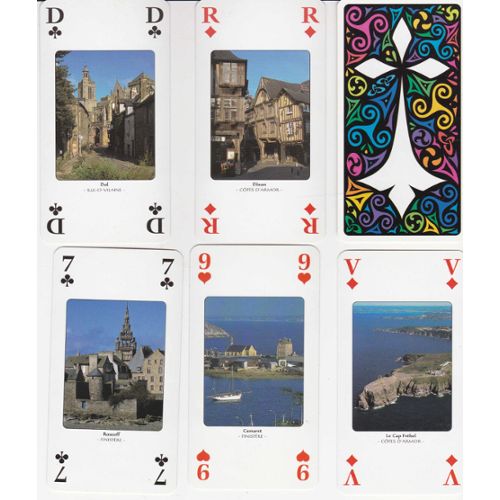 D D
Dol
- ILLE-ET-VILAINE -
D D
R R
Dinan
- CÔTES D'ARMOR -
R R
7 7
Roscoff
- FINISTÈRE -
7 7
9 9
Camaret
- FINISTÈRE -
9 9
V V
Le Cap Fréhel
- CÔTES D'ARMOR -
V V